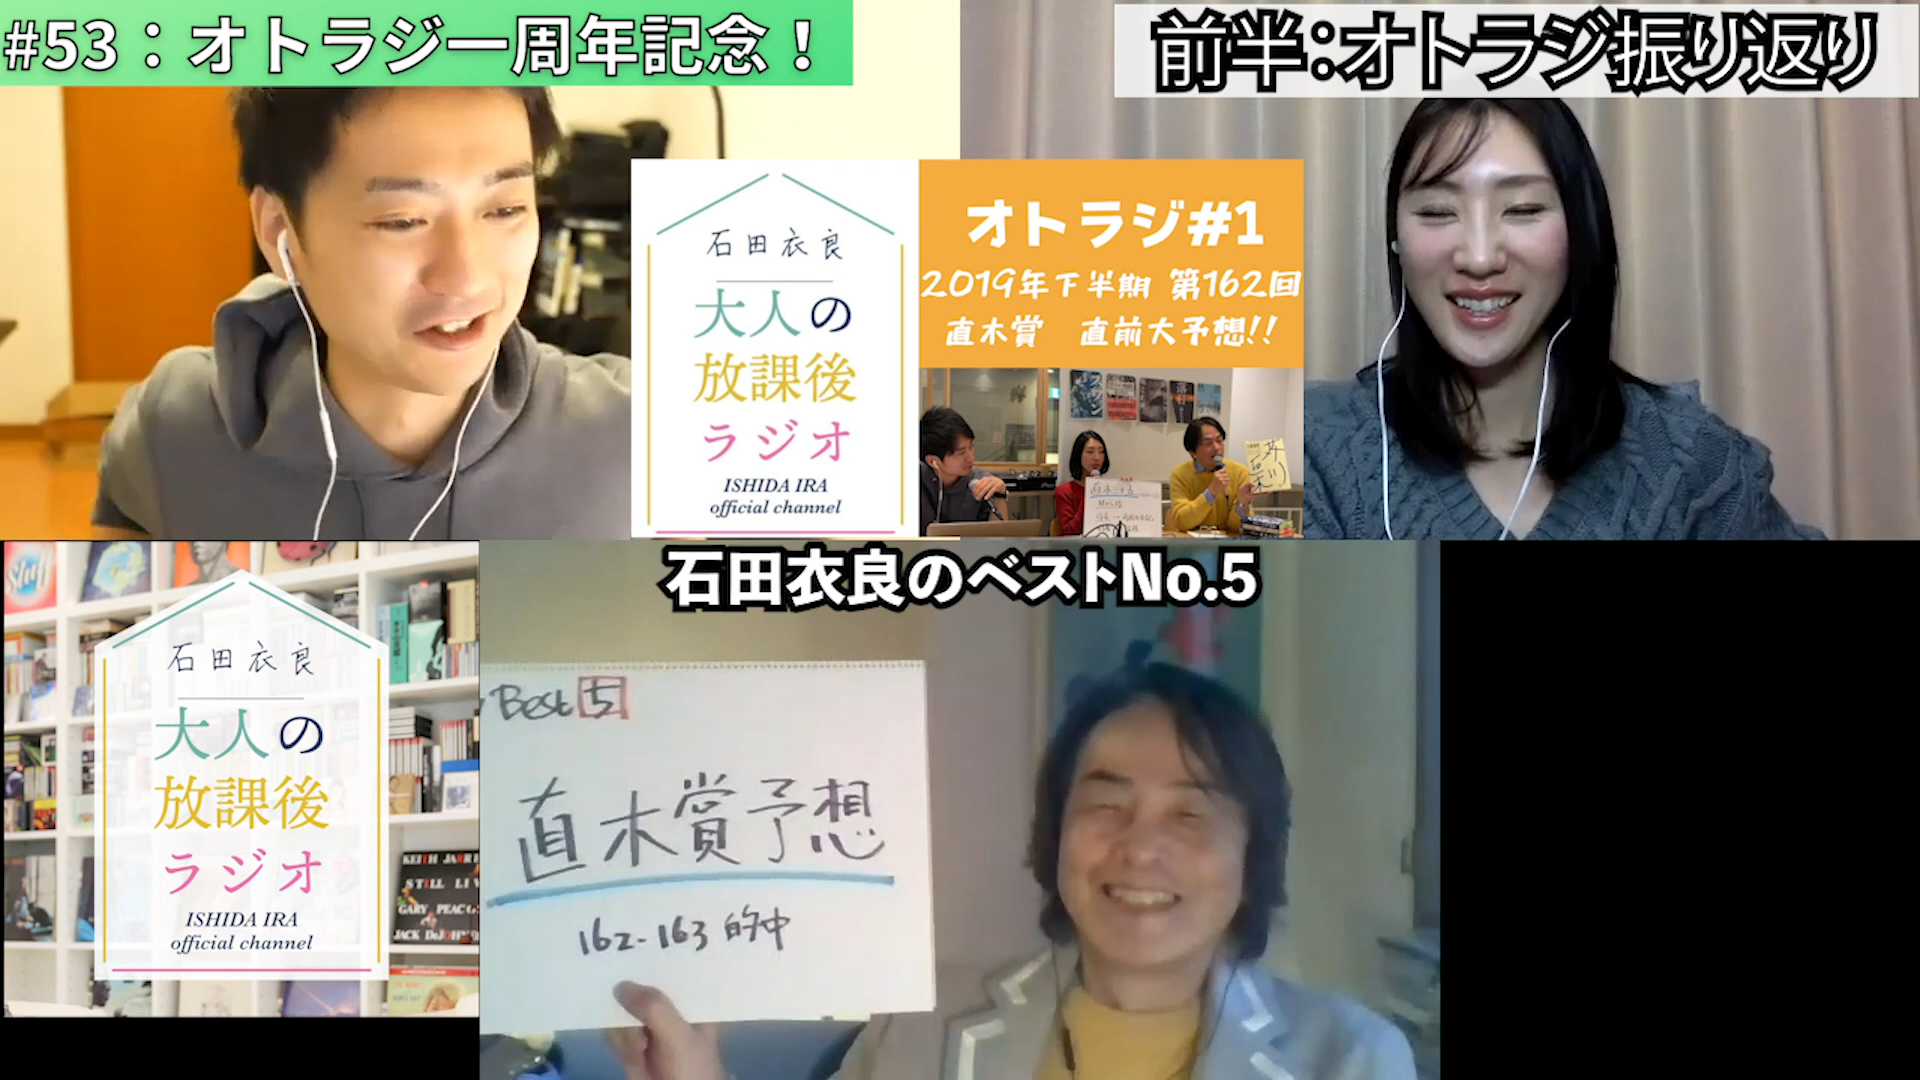 #53：オトラジ一周年記念！
前半：オトラジ振り返り
石田衣良
大人の
放課後
ラジオ
ISHIDA IRA
official channel
オトラジ#1
2019年下半期 第162回
直木賞 直前大予想!!
石田衣良のベストNo.5
Best 5
直木賞予想
162-163 的中
石田衣良
大人の
放課後
ラジオ
ISHIDA IRA
official channel
STILL LI
GARY PEAC